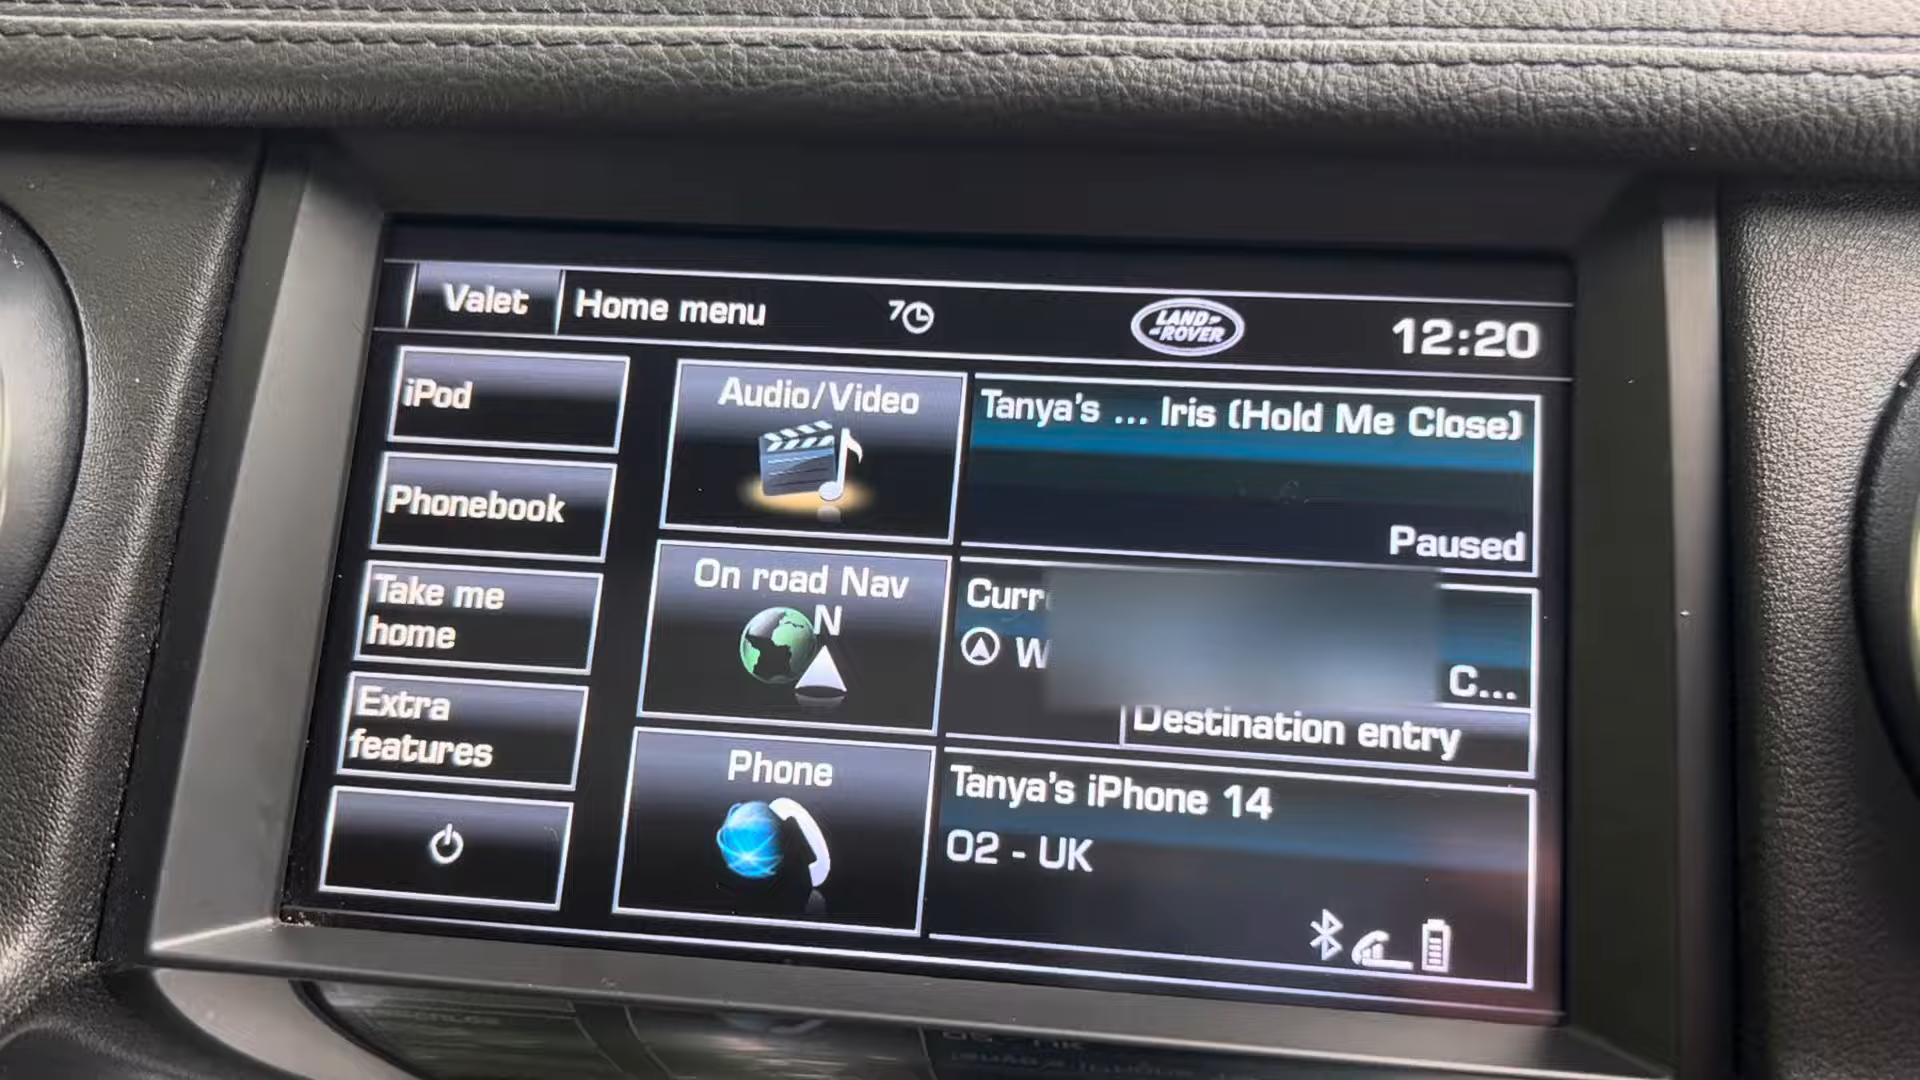 Valet
Home menu
7
LAND-
-ROVER
12:20
iPod
Phonebook
Take me
home
Extra
features
Audio/Video
Tanya's ... Iris (Hold Me Close)
Paused
On road Nav
N
C...
Destination entry
Phone
Tanya's iPhone 14
O2 - UK